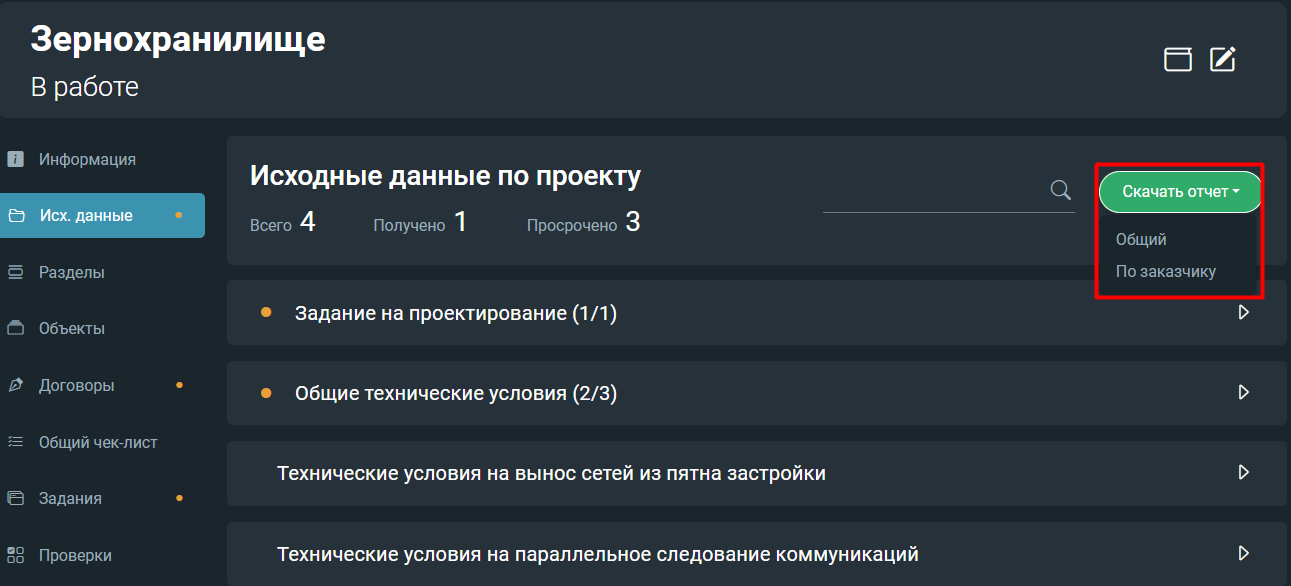 Зернохранилище
В работе
Информация
Исх. данные
Разделы
Объекты
Договоры
Общий чек-лист
Задания
Проверки
Исходные данные по проекту
Всего 4 Получено 1 Просрочено 3
Скачать отчет
Общий
По заказчику
Задание на проектирование (1/1)
Общие технические условия (2/3)
Технические условия на вынос сетей из пятна застройки
Технические условия на параллельное следование коммуникаций